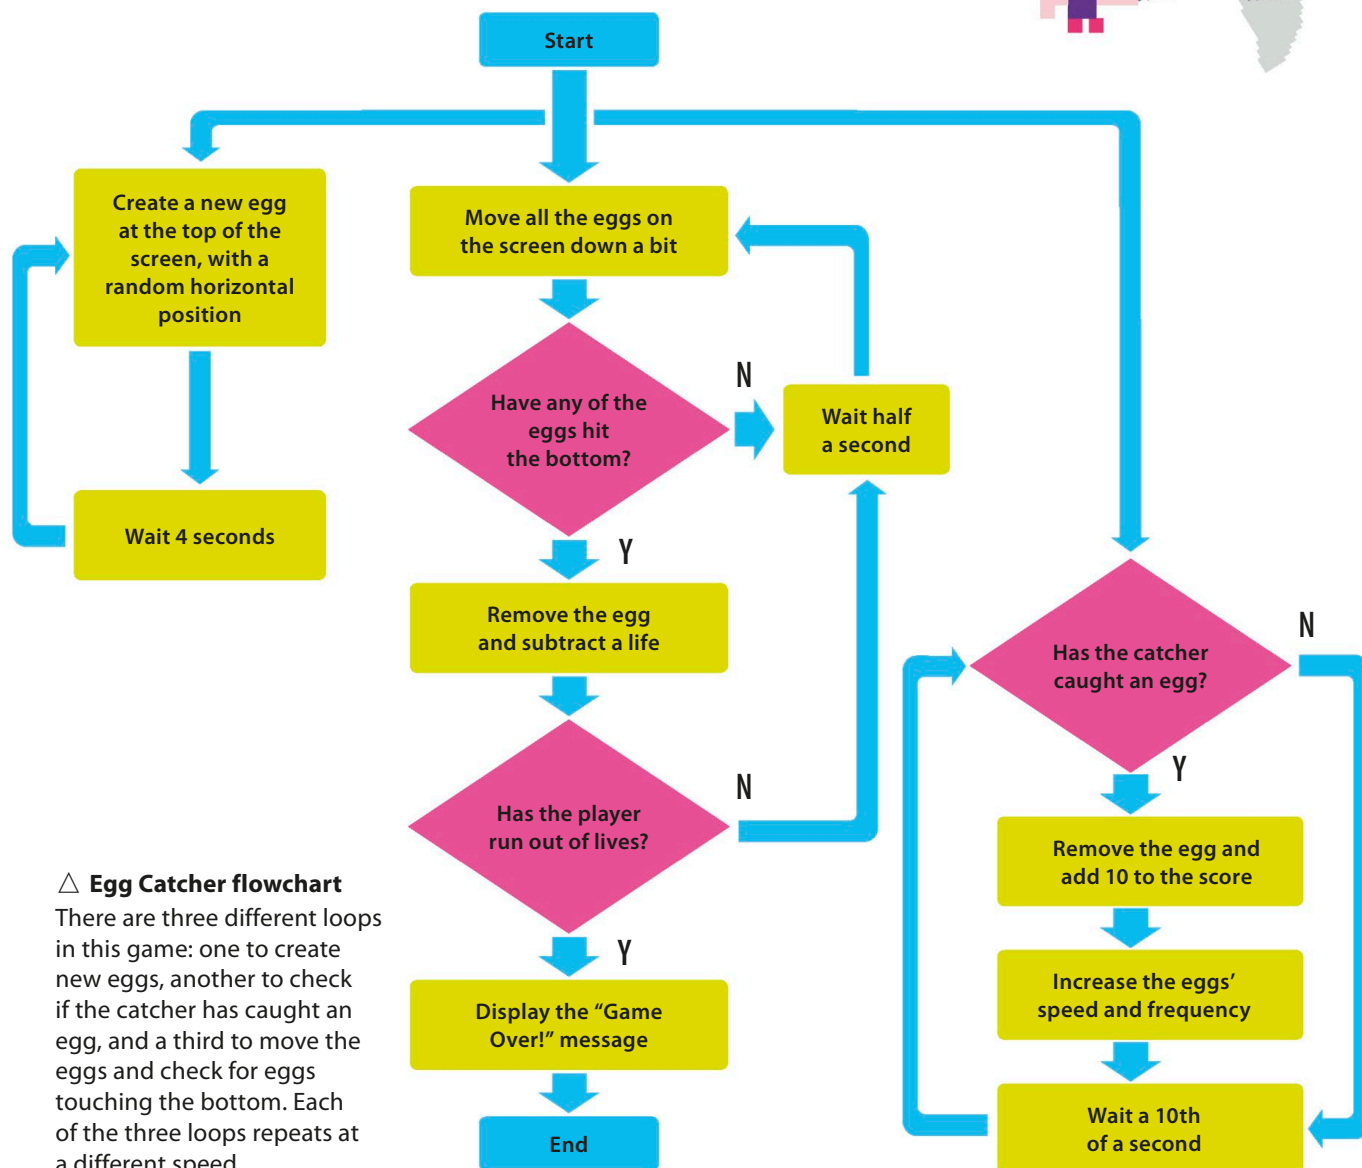 Start
Create a new egg
at the top of the
screen, with a
random horizontal
position
Wait 4 seconds
Move all the eggs on
the screen down a bit
Have any of the
eggs hit
the bottom?
N
Wait half
a second
Y
Remove the egg
and subtract a life
Has the player
run out of lives?
N
Y
Display the “Game
Over!” message
End
Has the catcher
caught an egg?
N
Y
Remove the egg and
add 10 to the score
Increase the eggs’
speed and frequency
Wait a 10th
of a second
△ Egg Catcher flowchart
There are three different loops
in this game: one to create
new eggs, another to check
if the catcher has caught an
egg, and a third to move the
eggs and check for eggs
touching the bottom. Each
of the three loops repeats at
a different speed